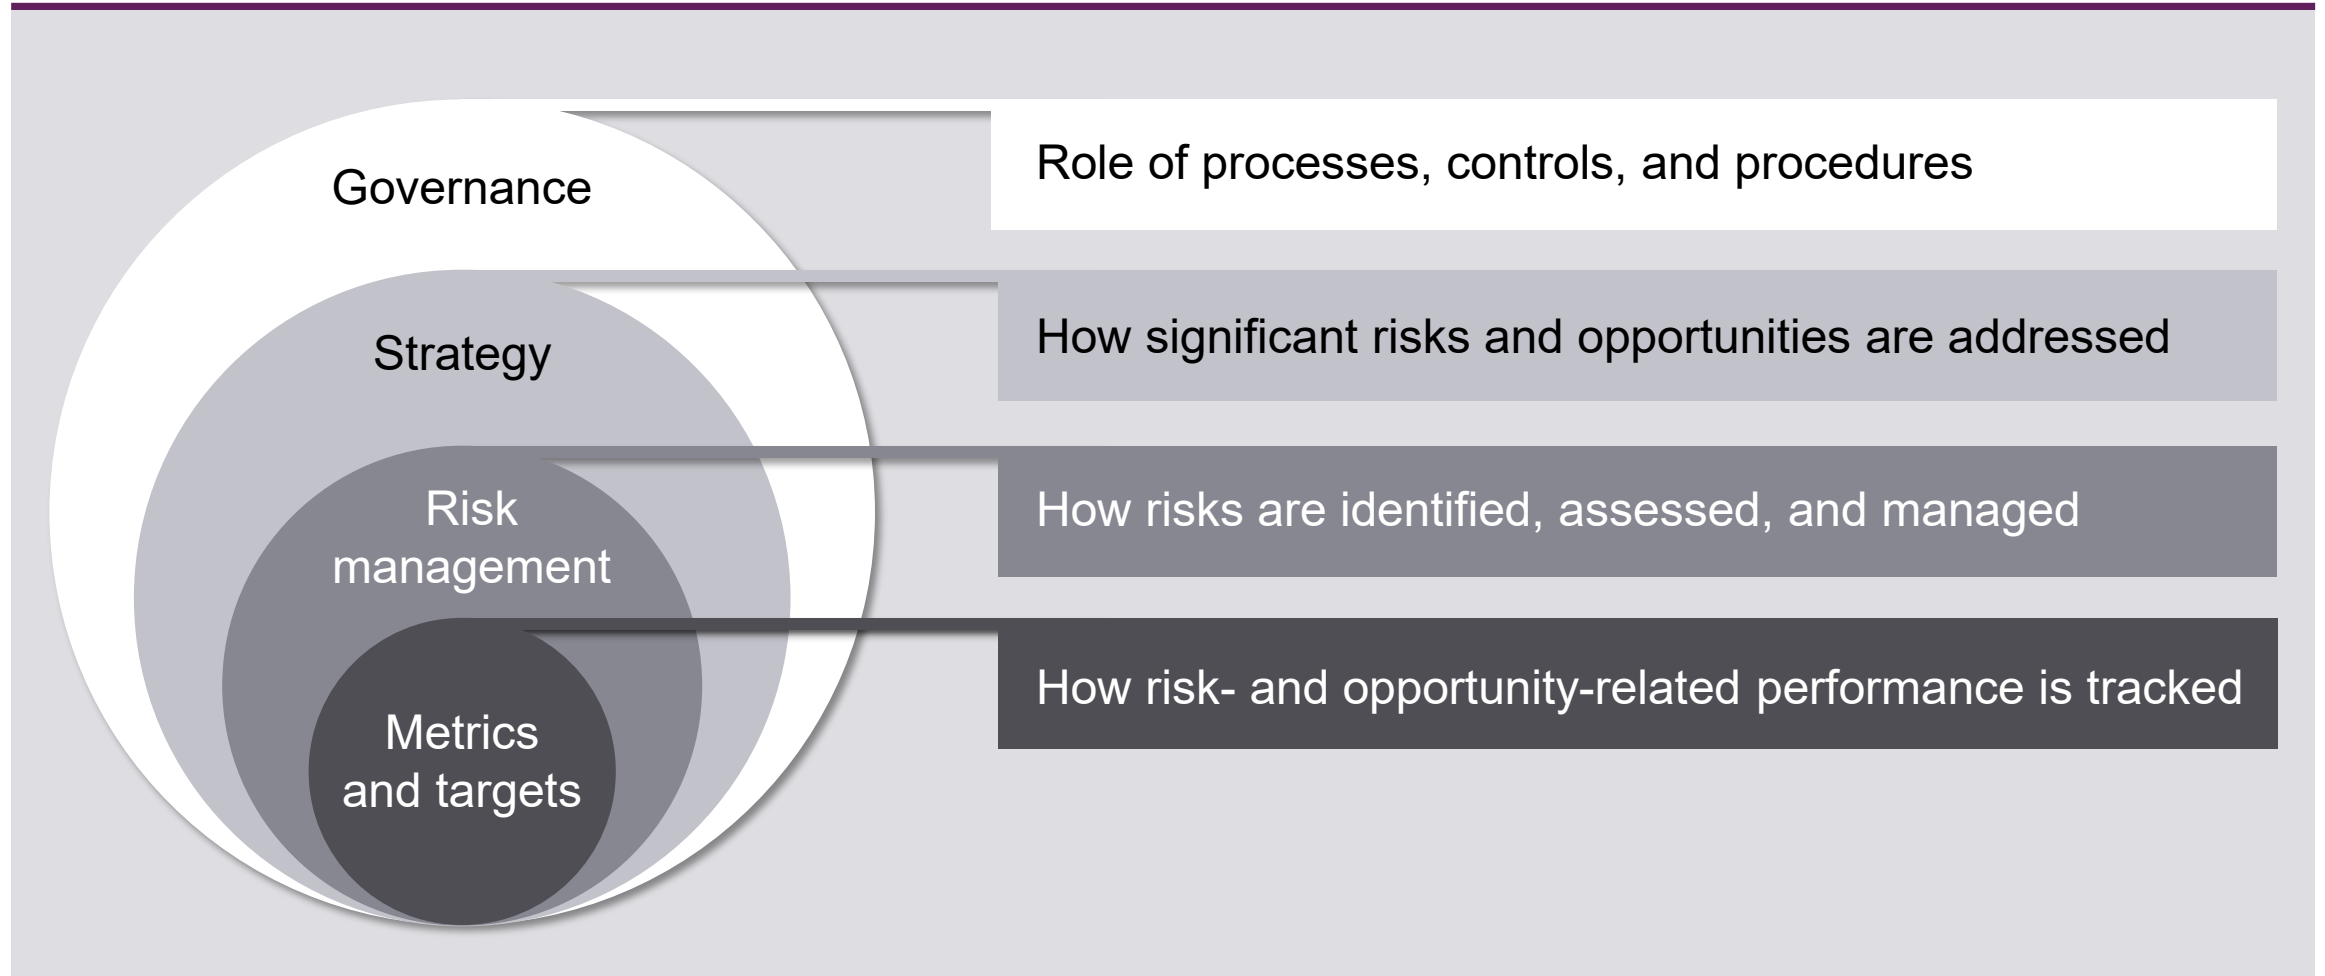 Governance
Role of processes, controls, and procedures
Strategy
How significant risks and opportunities are addressed
Risk
management
How risks are identified, assessed, and managed
Metrics
and targets
How risk- and opportunity-related performance is tracked